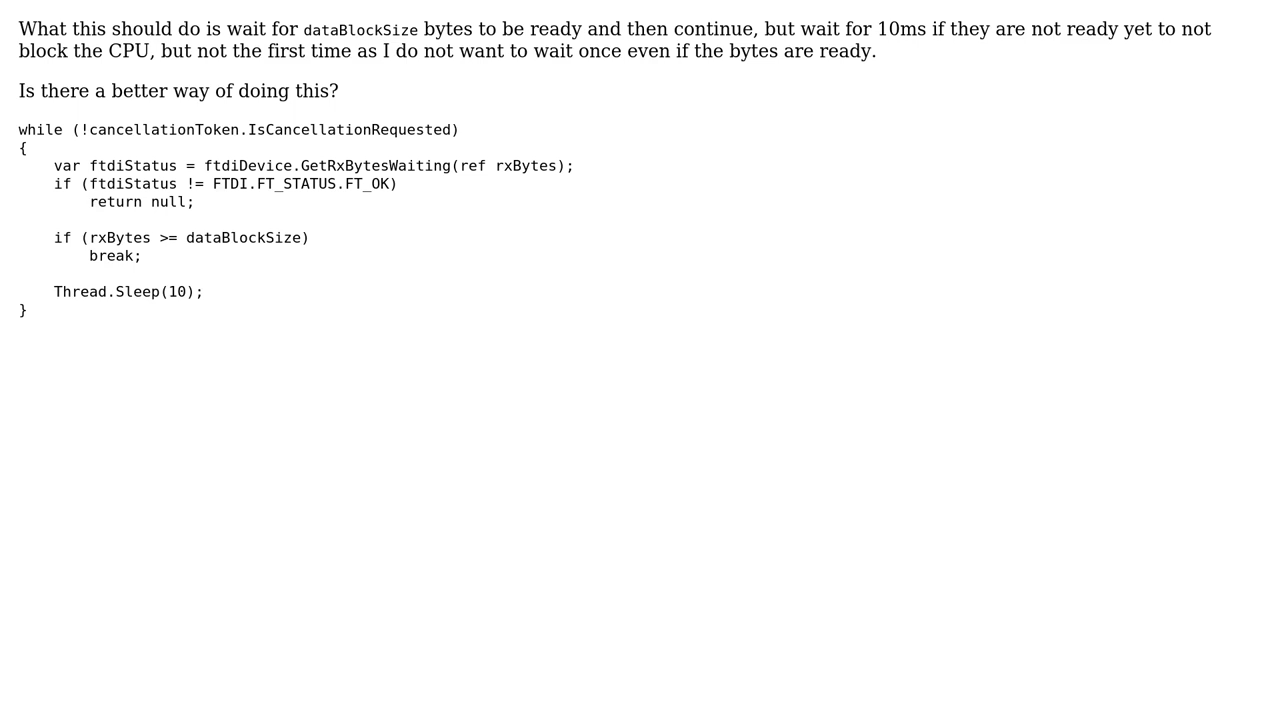 What this should do is wait for dataBlockSize bytes to be ready and then continue, but wait for 10ms if they are not ready yet to not
block the CPU, but not the first time as I do not want to wait once even if the bytes are ready.
Is there a better way of doing this?
while (!cancellationToken.IsCancellationRequested)
{
    var ftdiStatus = ftdiDevice.GetRxBytesWaiting(ref rxBytes);
    if (ftdiStatus != FTDI.FT_STATUS.FT_OK)
        return null;
    if (rxBytes >= dataBlockSize)
        break;
    Thread.Sleep(10);
}